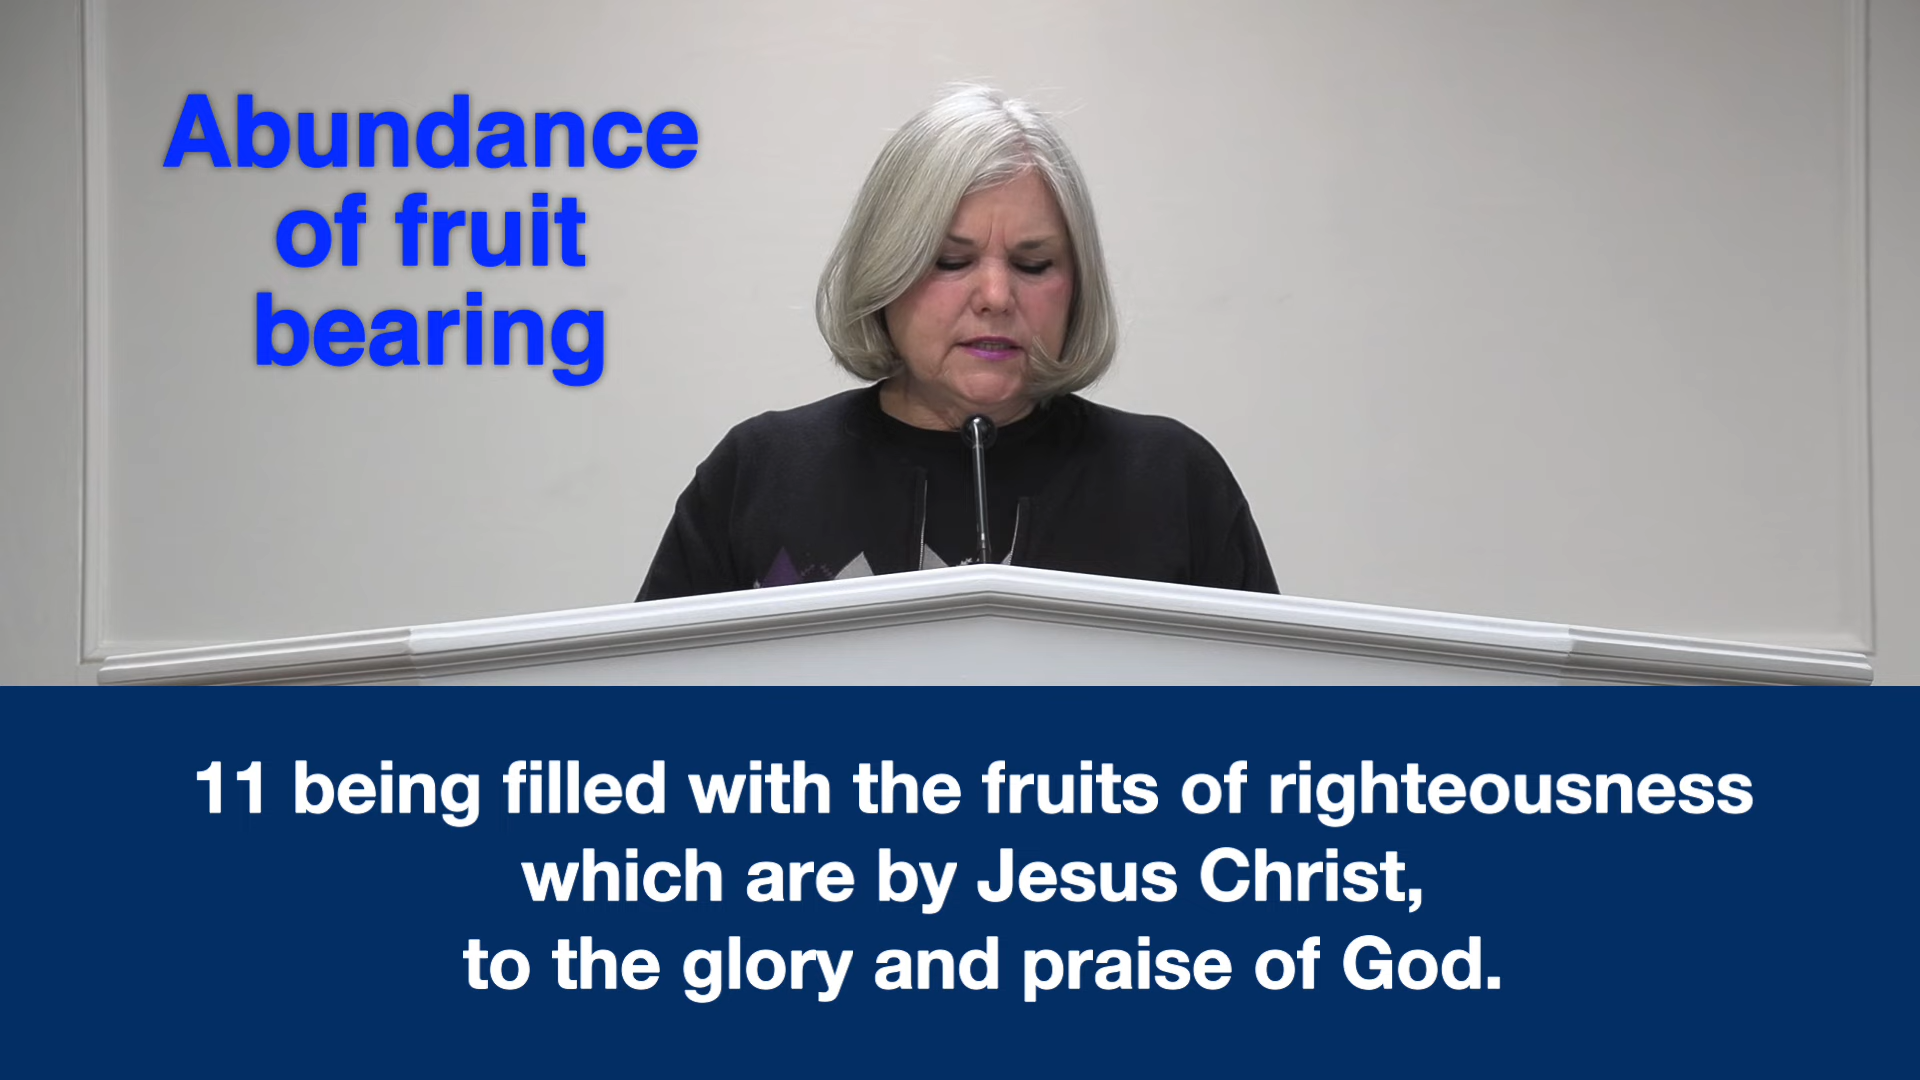 Abundance
of fruit
bearing
11 being filled with the fruits of righteousness
which are by Jesus Christ,
to the glory and praise of God.